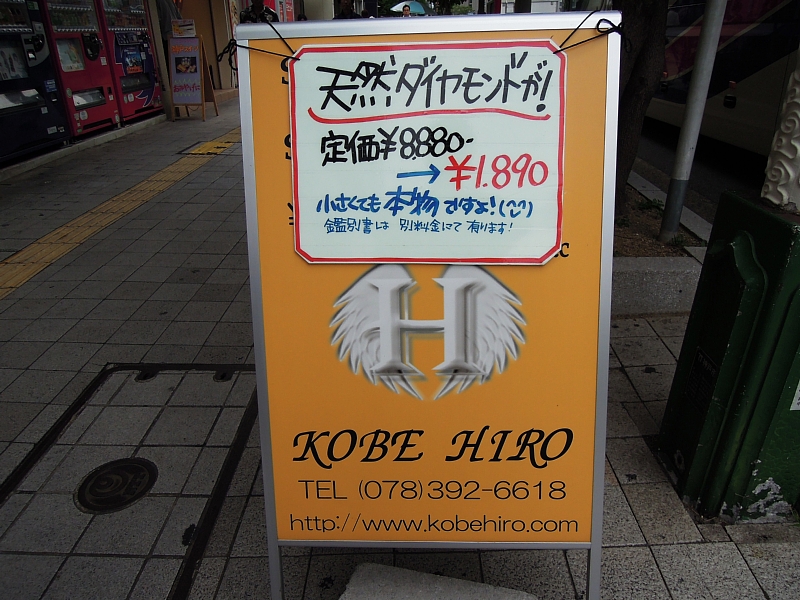 天然ダイヤモンドが!
定価¥8.880-
→¥1.890
小さくても本物ですよ!(^^)
鑑別書は 別料金にて有ります!
H
KOBE HIRO
TEL (078)392-6618
http://www.kobehiro.com